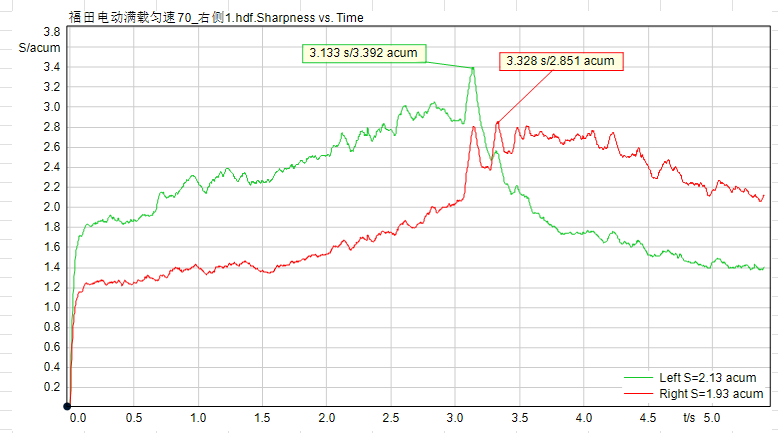 福田电动满载匀速70_右侧1.hdf.Sharpness vs. Time
3.8
S/acum
3.4
3.2
3.0
2.8
2.6
2.4
2.2
2.0
1.8
1.6
1.4
1.2
1.0
0.8
0.6
0.4
0.2
3.133 s/3.392 acum
3.328 s/2.851 acum
Left S=2.13 acum
Right S=1.93 acum
0.0 0.5 1.0 1.5 2.0 2.5 3.0 3.5 4.0 4.5 t/s 5.0